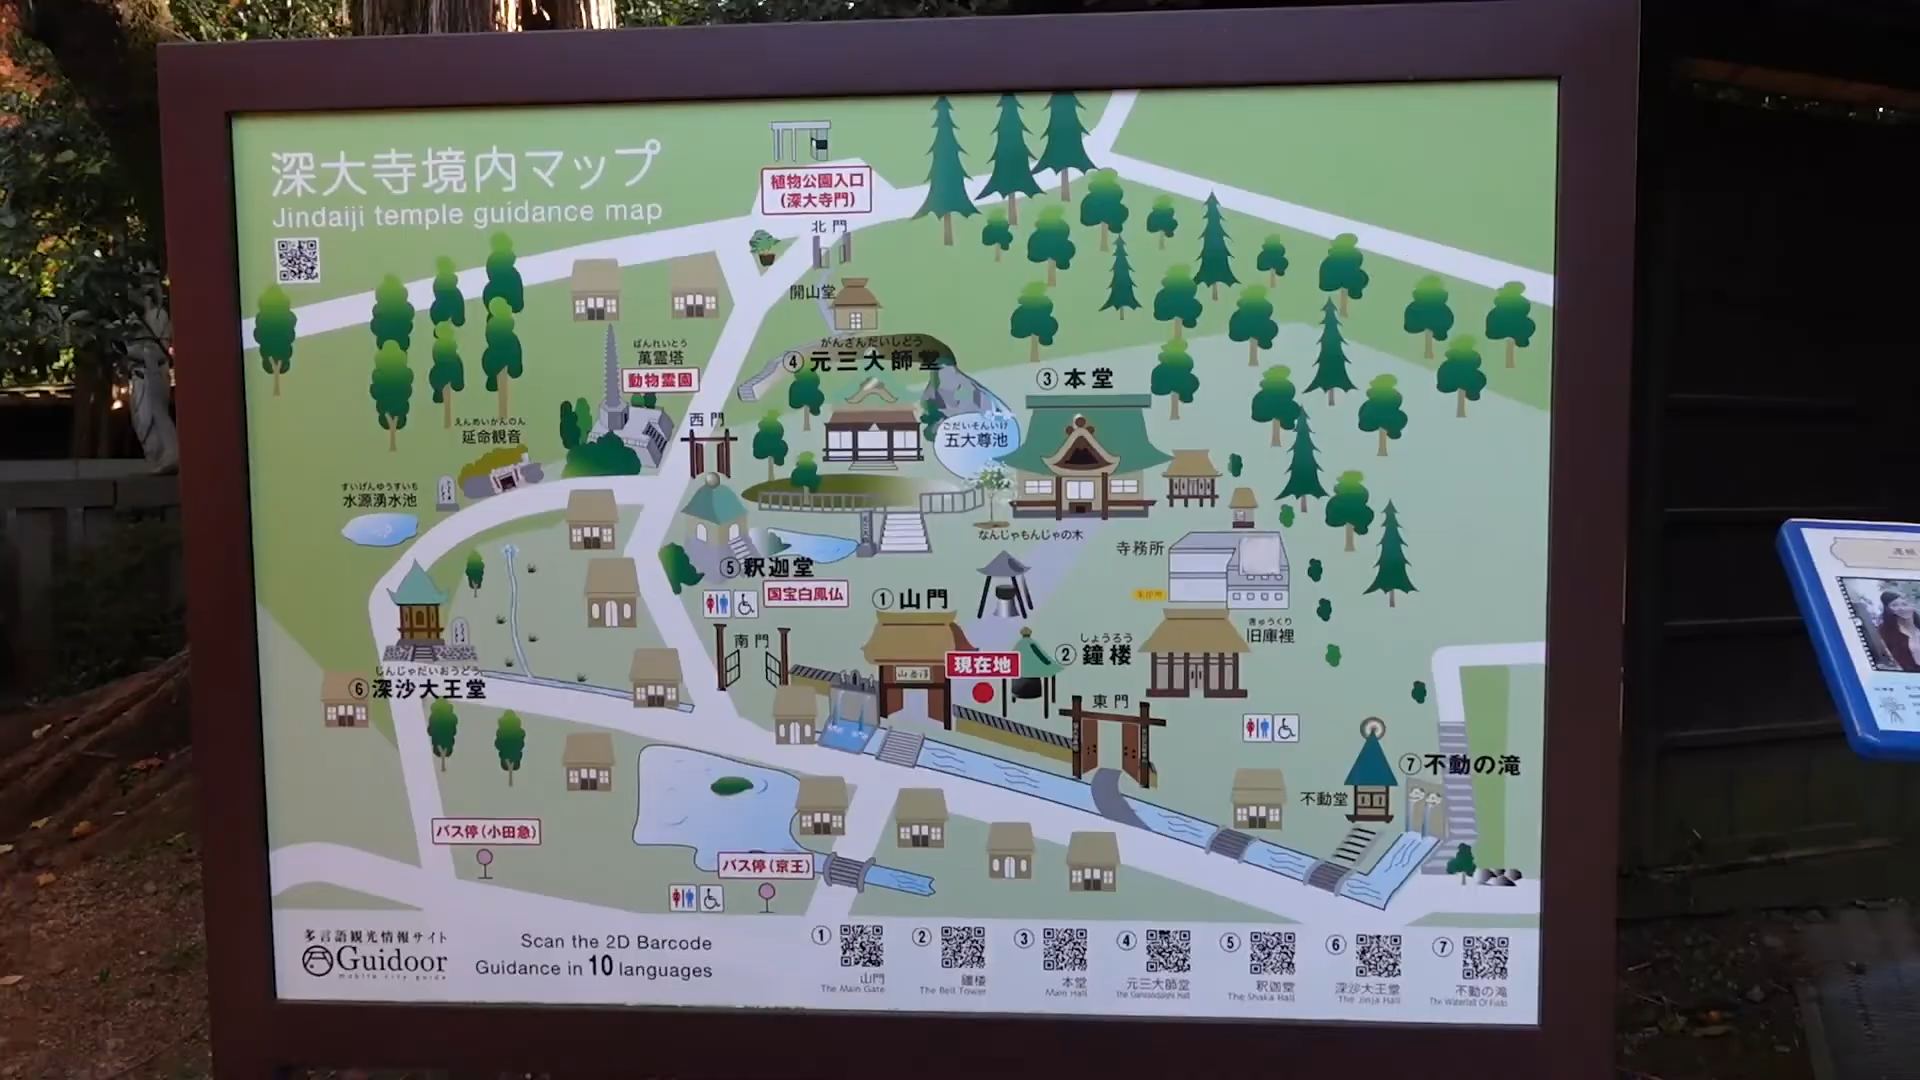 深大寺境内マップ
Jindaiji temple guidance map
植物公園入口
(深大寺門)
北門
開山堂
ばんれいとう
萬霊塔
動物霊園
がんざんだいしどう
④元三大師堂
③本堂
西門
えんめいかんのん
延命観音
ごだいそんいけ
五大尊池
すいげんゆうすいち
水源湧水池
なんじゃもんじゃの木
寺務所
⑤釈迦堂
国宝白鳳仏
①山門
きゅうくり
旧庫裡
南門
しょうろう
②鐘楼
現在地
じんじゃだいおうどう
⑥深沙大王堂
東門
⑦不動の滝
不動堂
バス停(小田急)
バス停(京王)
多言語観光情報サイト
Guidoor
mobile city guide
Scan the 2D Barcode
Guidance in 10 languages
① 山門
The Main Gate
② 鐘楼
The Bell Tower
③ 本堂
Main Hall
④ 元三大師堂
The Ganzandaishi Hall
⑤ 釈迦堂
The Shaka Hall
⑥ 深沙大王堂
The Jinja Hall
⑦ 不動の滝
The Waterfall Of Fudo